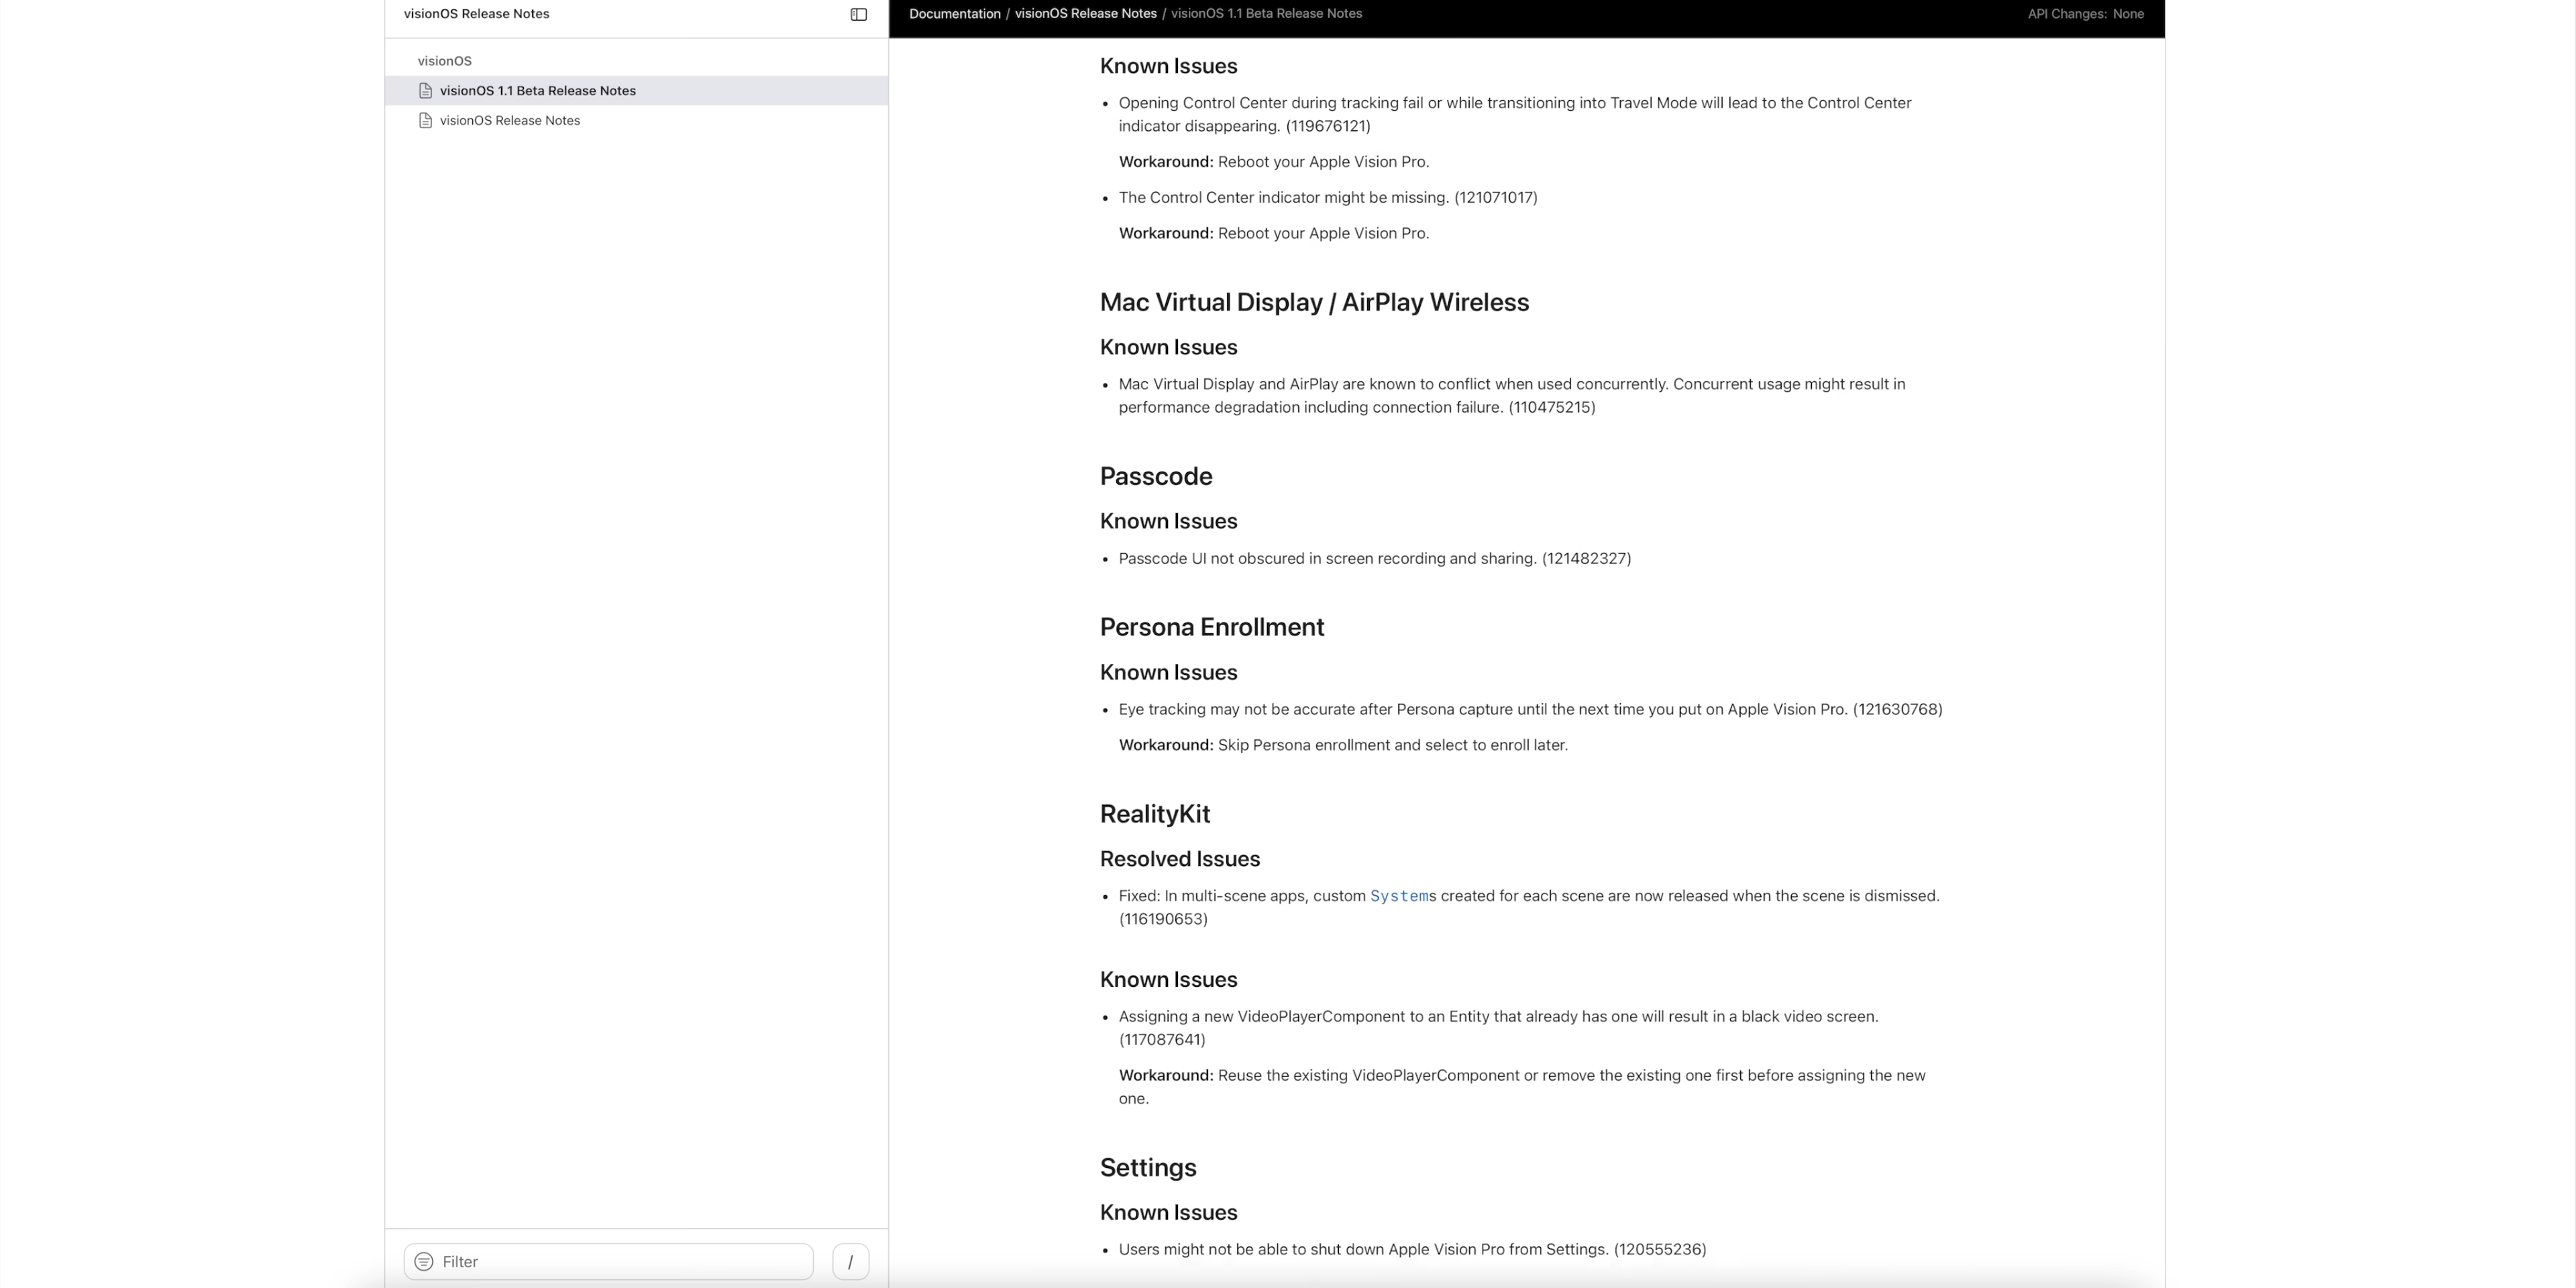 visionOS Release Notes
visionOS
visionOS 1.1 Beta Release Notes
visionOS Release Notes
Filter
/
Documentation / visionOS Release Notes / visionOS 1.1 Beta Release Notes
API Changes: None
Known Issues
• Opening Control Center during tracking fail or while transitioning into Travel Mode will lead to the Control Center
indicator disappearing. (119676121)
Workaround: Reboot your Apple Vision Pro.
• The Control Center indicator might be missing. (121071017)
Workaround: Reboot your Apple Vision Pro.
Mac Virtual Display / AirPlay Wireless
Known Issues
• Mac Virtual Display and AirPlay are known to conflict when used concurrently. Concurrent usage might result in
performance degradation including connection failure. (110475215)
Passcode
Known Issues
• Passcode UI not obscured in screen recording and sharing. (121482327)
Persona Enrollment
Known Issues
• Eye tracking may not be accurate after Persona capture until the next time you put on Apple Vision Pro. (121630768)
Workaround: Skip Persona enrollment and select to enroll later.
RealityKit
Resolved Issues
• Fixed: In multi-scene apps, custom Systems created for each scene are now released when the scene is dismissed.
(116190653)
Known Issues
• Assigning a new VideoPlayerComponent to an Entity that already has one will result in a black video screen.
(117087641)
Workaround: Reuse the existing VideoPlayerComponent or remove the existing one first before assigning the new
one.
Settings
Known Issues
• Users might not be able to shut down Apple Vision Pro from Settings. (120555236)